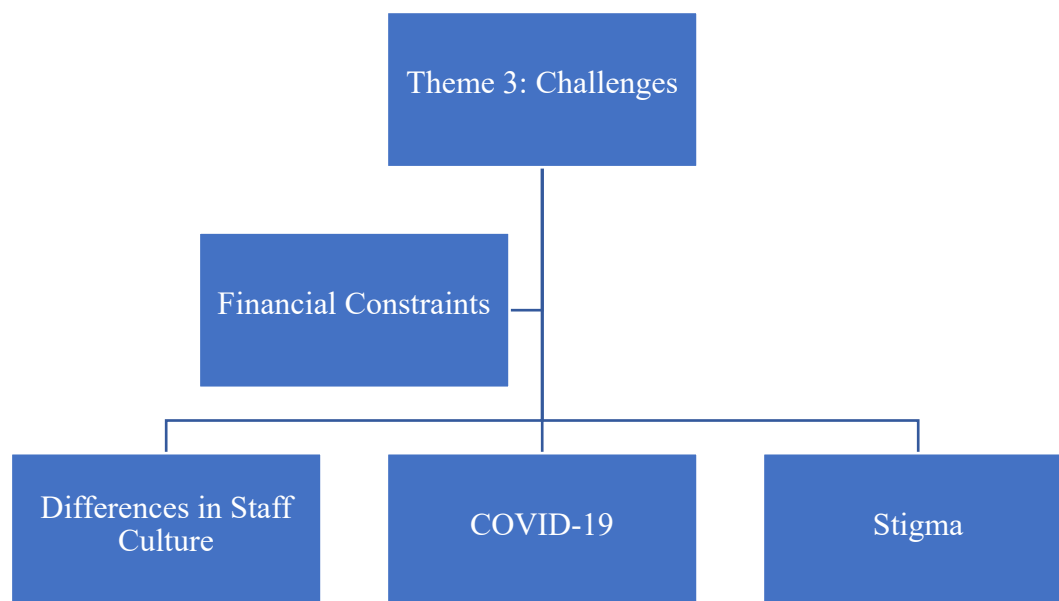 Theme 3: Challenges
Financial Constraints
Differences in Staff
Culture
COVID-19
Stigma